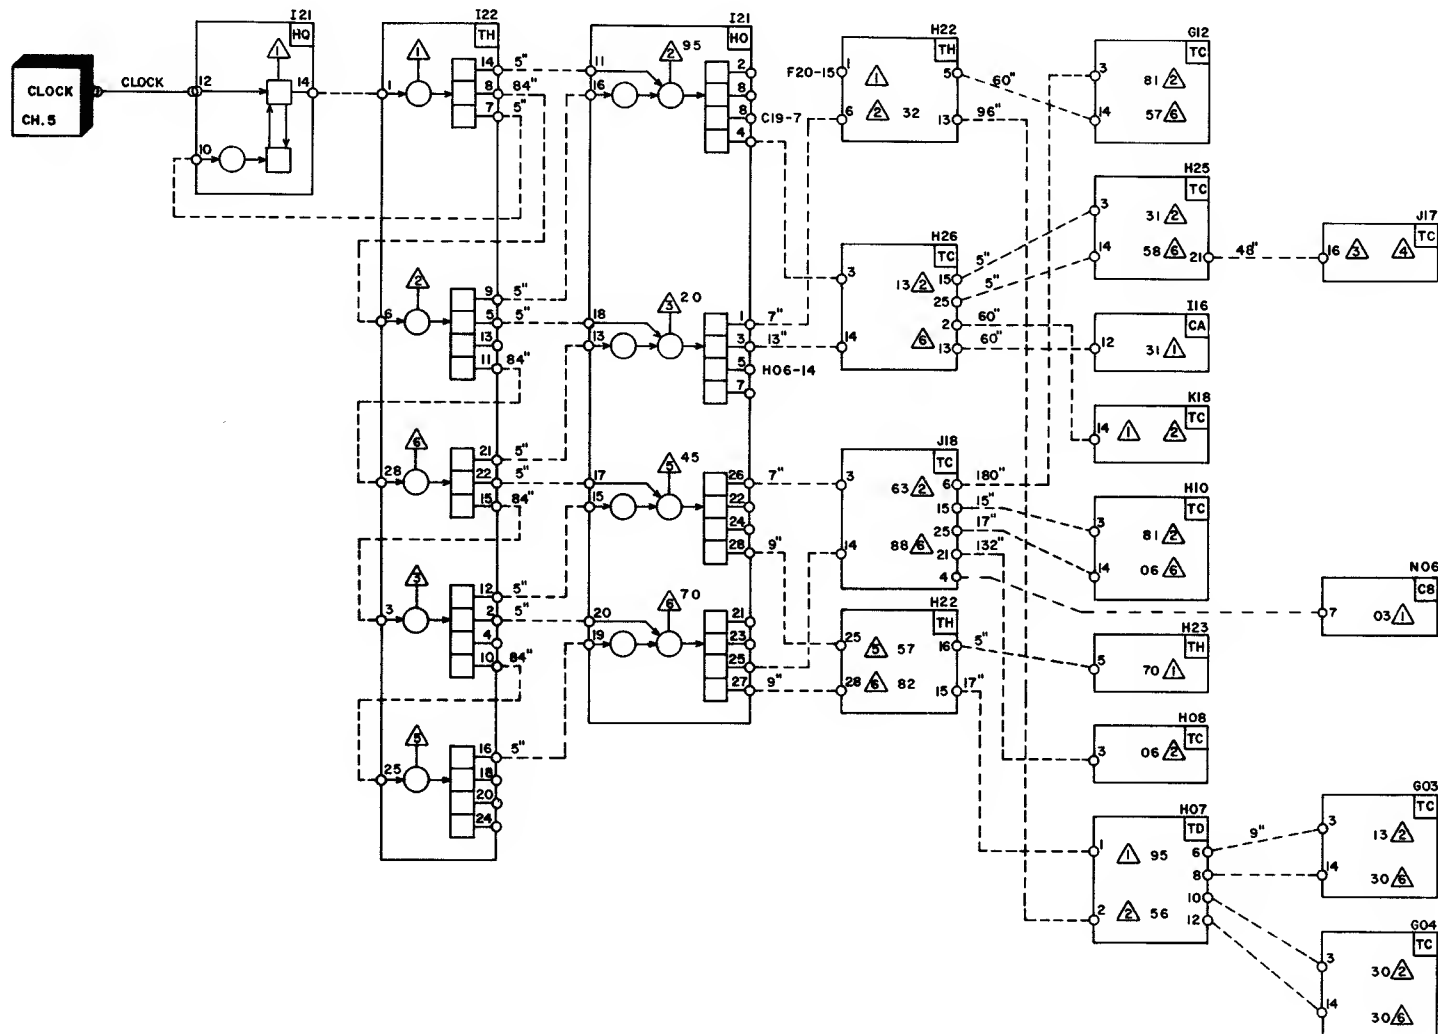 CLOCK
CH.5
CLOCK
I21
HQ
12
1
14
10
I22
TH
1
1
14 5"
8 84"
7 5"
6
2
9 5"
5 5"
13
11 84"
28
6
21 5"
22 5"
15 84"
3
3
12 5"
2 5"
4
10 84"
25
5
16 5"
18
20
24
I21
HO
11
16
2 95
2
8
8 C19-7
4
18
13
3 20
1 7"
3 13"
5 H06-14
7
17
15
5 45
26 7"
22
24
28 9"
20
19
6 70
21
23
25
27 9"
H22
TH
F20-15
1
1
5 60"
6
2 32
13 96"
H26
TC
3
13 2
15 5"
25 5"
2 60"
14
6
13 60"
J18
TC
3
63 2
6 180"
15 15"
25 17"
14
88 6
21 132"
4
H22
TH
25
5 57
16 5"
28
6 82
15 17"
G12
TC
3
81 2
14
57 6
H25
TC
3
31 2
14
58 6
21 48"
J17
TC
16 3 4
I16
CA
12
31 1
K18
TC
14 1 2
H10
TC
3
81 2
14
06 6
N06
C8
7
03 1
H23
TH
5
70 1
H08
TC
3
06 2
H07
TD
1
1 95
6 9"
8
10
2
2 56
12
G03
TC
3
13 2
14
30 6
G04
TC
3
30 2
14
30 6